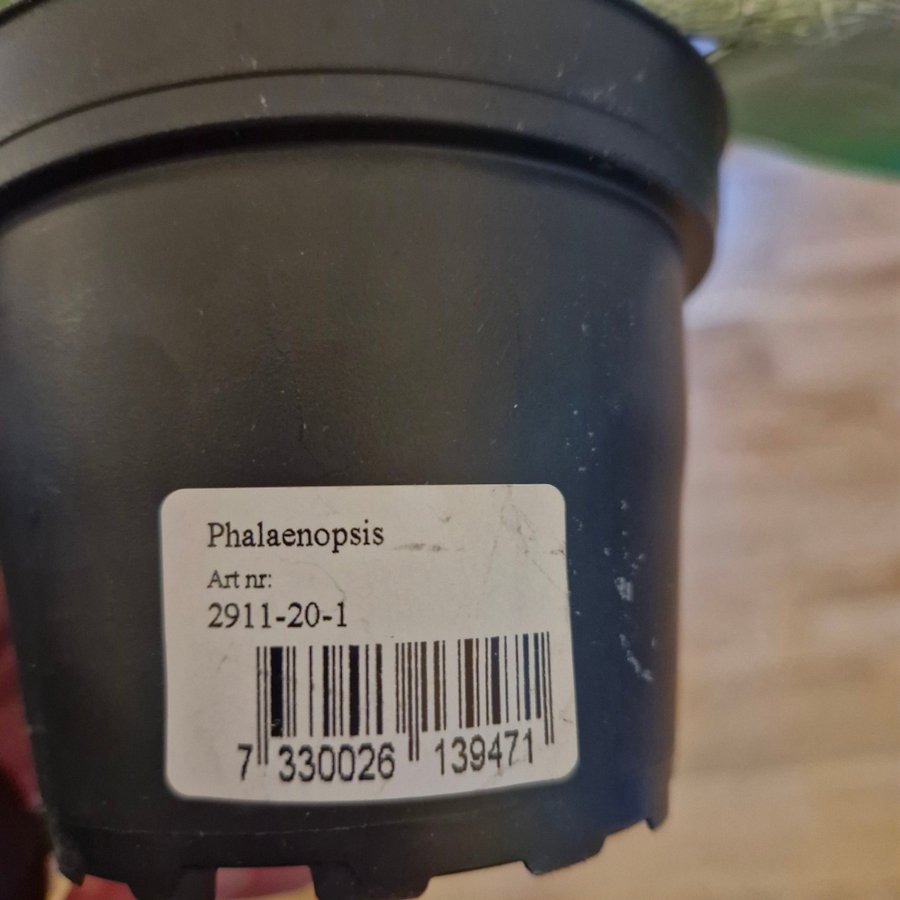 Phalaenopsis
Art nr:
2911-20-1
7 330026 139471